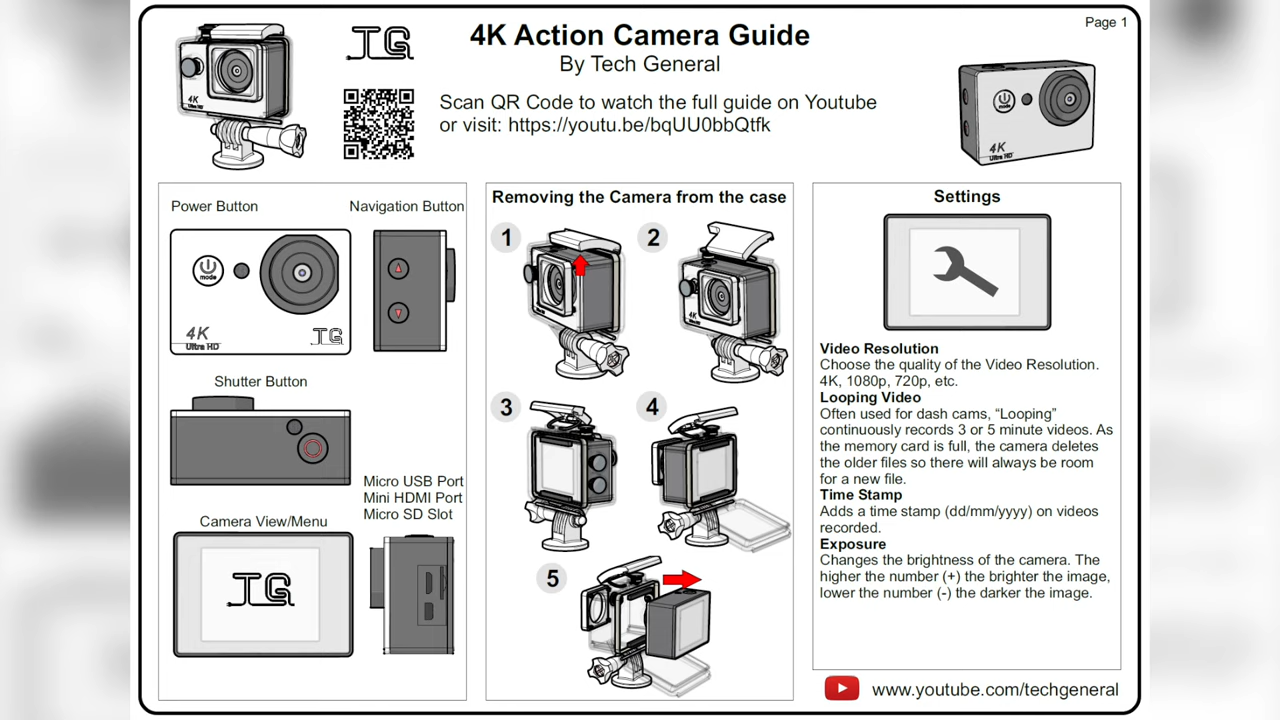 Page 1
4K Action Camera Guide
By Tech General
Scan QR Code to watch the full guide on Youtube
or visit: https://youtu.be/bqUU0bbQtfk
TG
4K
Ultra HD
mode
4K
Ultra HD
Power Button
Navigation Button
mode
4K
Ultra HD
TG
Shutter Button
Micro USB Port
Mini HDMI Port
Micro SD Slot
Camera View/Menu
TG
Removing the Camera from the case
1
2
4K
3
4
5
Settings
Video Resolution
Choose the quality of the Video Resolution.
4K, 1080p, 720p, etc.
Looping Video
Often used for dash cams, “Looping”
continuously records 3 or 5 minute videos. As
the memory card is full, the camera deletes
the older files so there will always be room
for a new file.
Time Stamp
Adds a time stamp (dd/mm/yyyy) on videos
recorded.
Exposure
Changes the brightness of the camera. The
higher the number (+) the brighter the image,
lower the number (-) the darker the image.
www.youtube.com/techgeneral